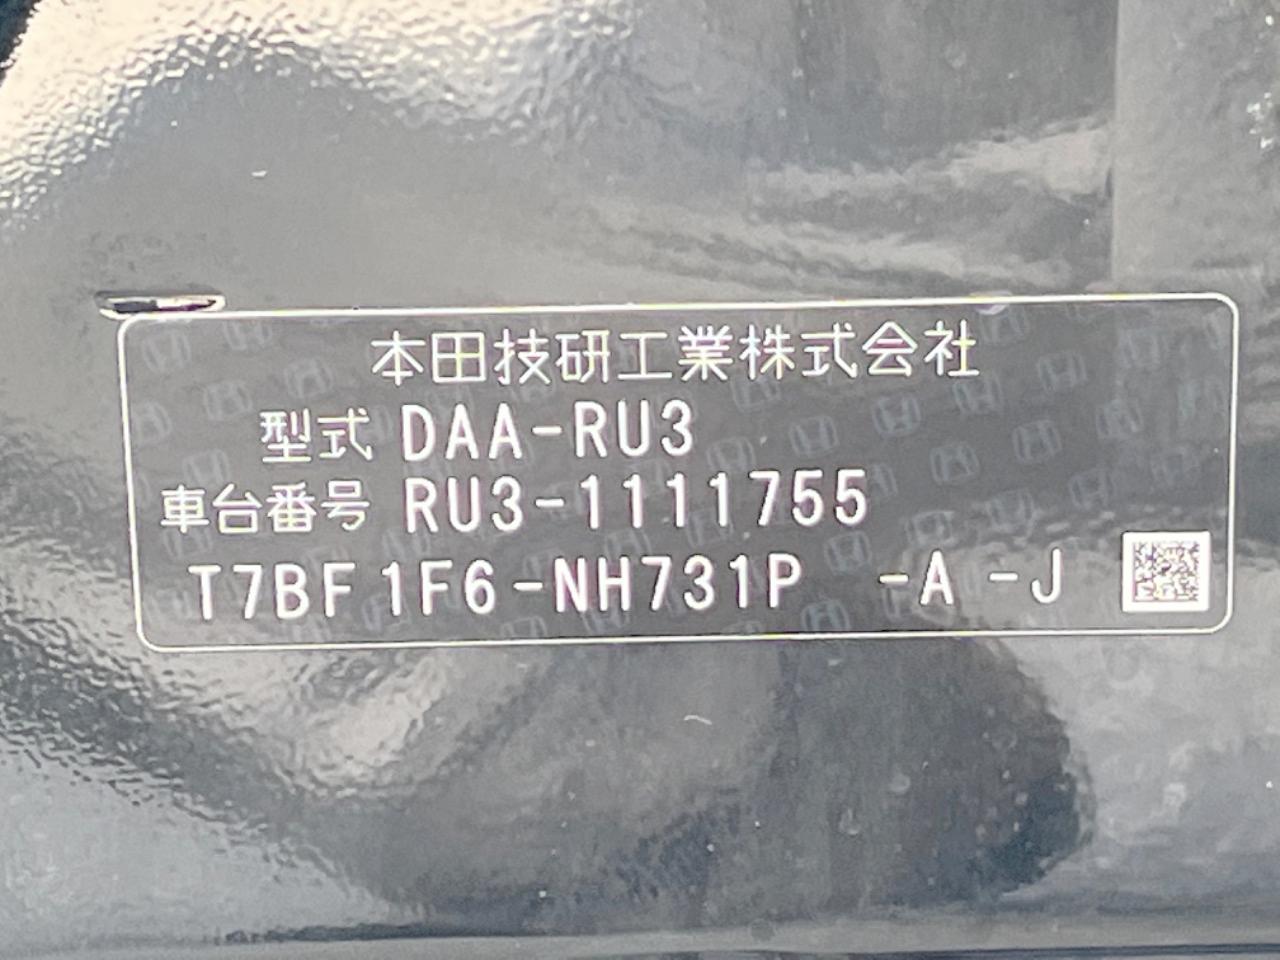 本田技研工業株式会社
型式 DAA-RU3
車台番号 RU3-1111755
T7BF1F6-NH731P -A -J